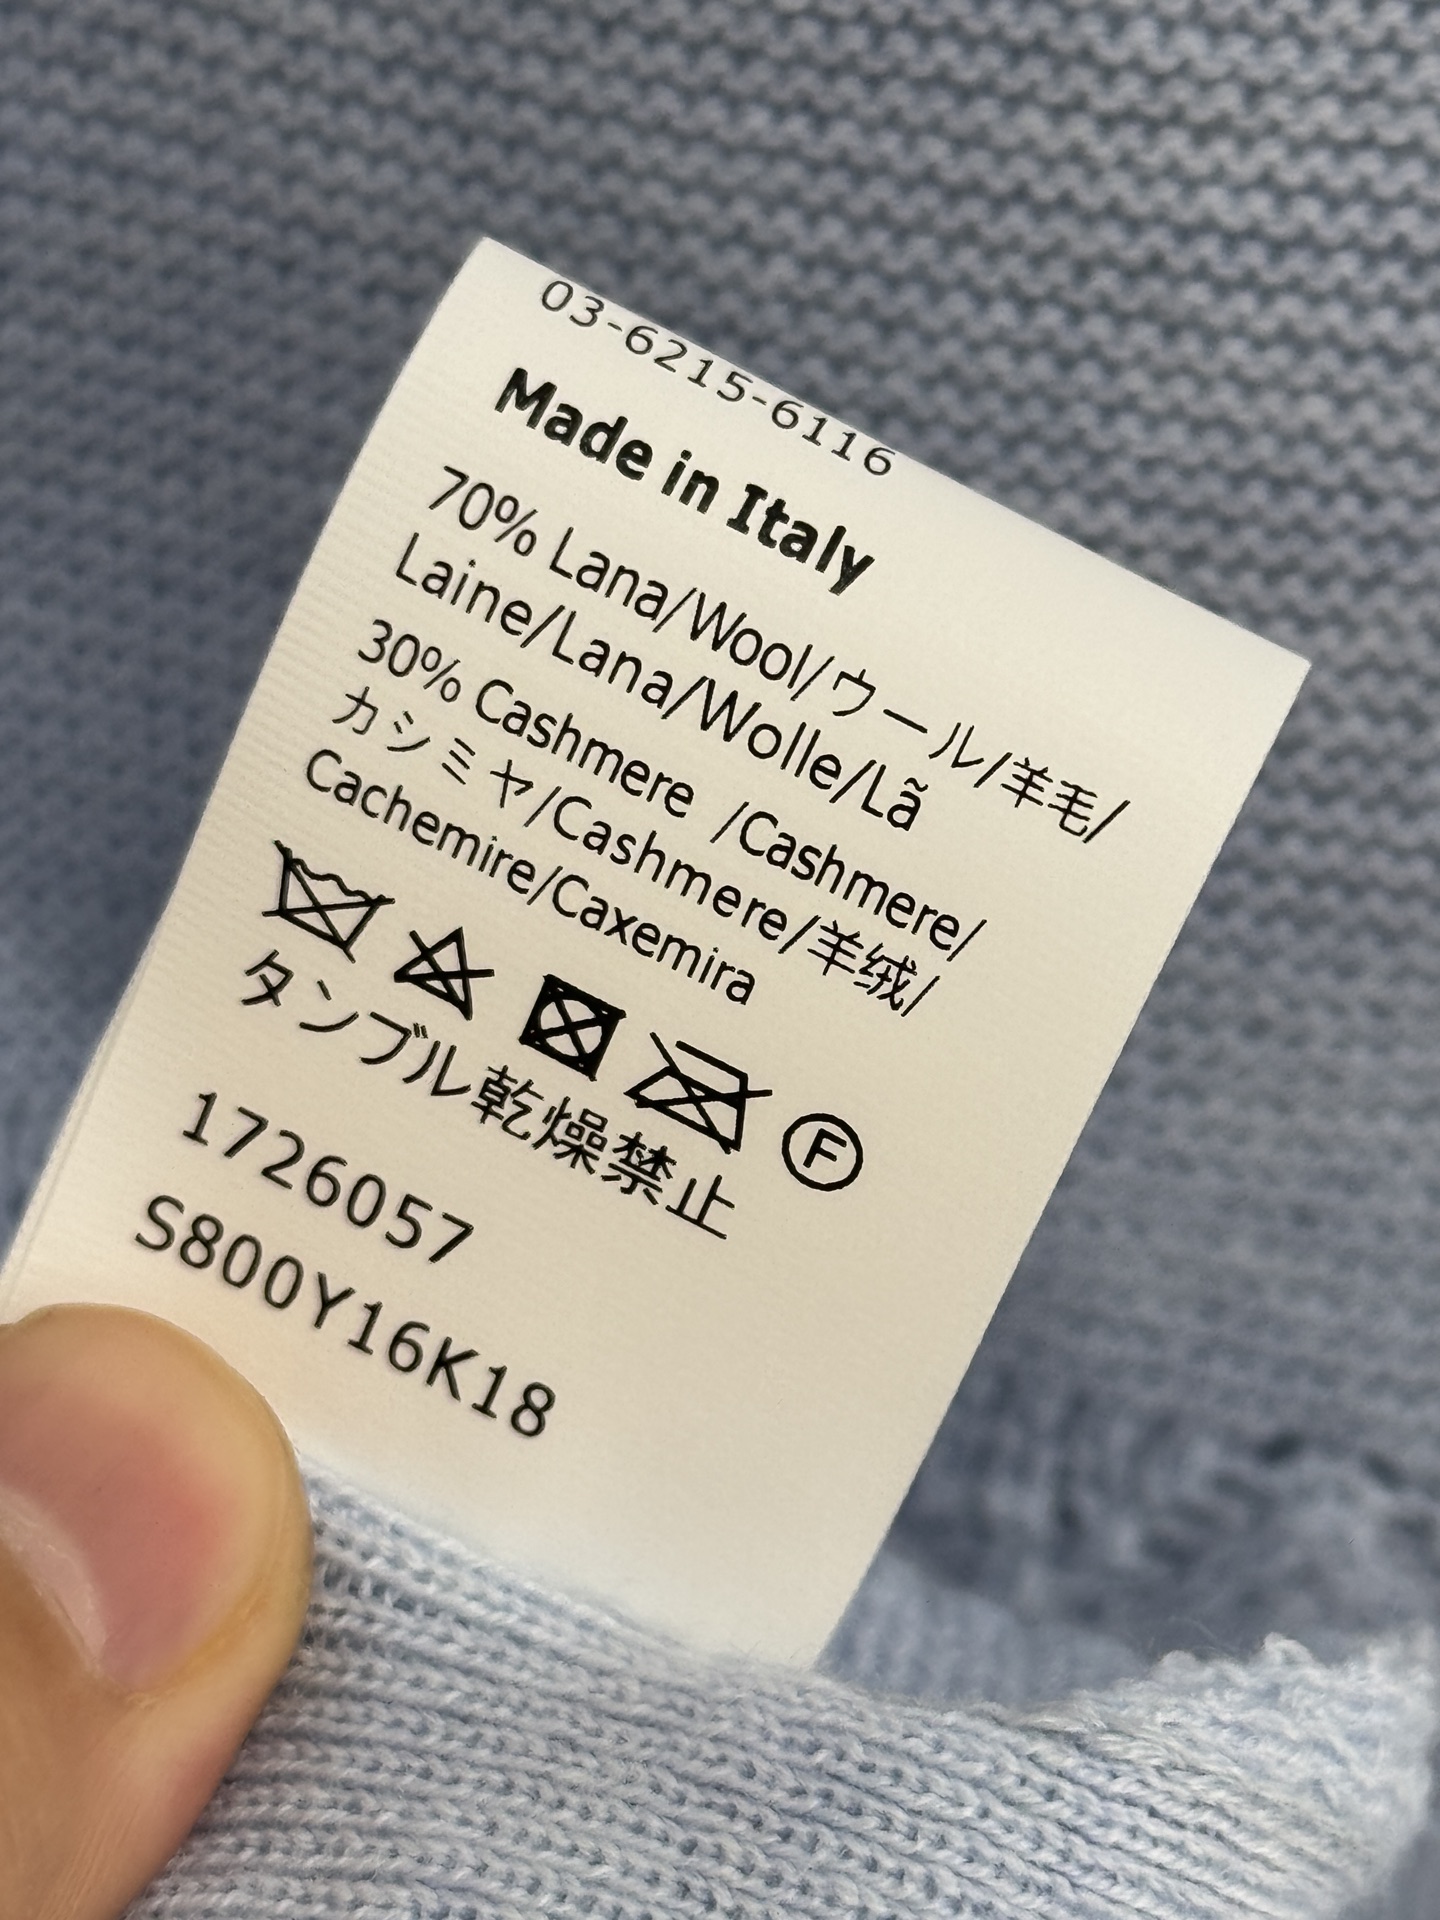 03-6215-6116
Made in Italy
70% Lana/Wool/ウール/羊毛/
Laine/Lana/Wolle/Lã
30% Cashmere /Cashmere/
カシミヤ/Cashmere/羊绒/
Cachemire/Caxemira
F
タンブル乾燥禁止
1726057
S800Y16K18